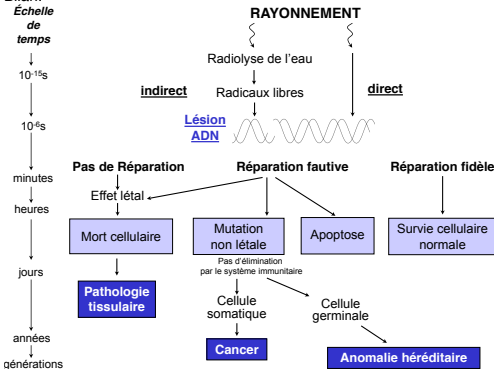 Échelle
de
temps
RAYONNEMENT
Radiolyse de l'eau
10-15s
indirect
Radicaux libres
direct
10-6s
Lésion
ADN
Pas de Réparation
Réparation fautive
Réparation fidèle
minutes
Effet létal
heures
Mort cellulaire
Mutation
non létale
Apoptose
Survie cellulaire
normale
Pas d'élimination
par le système immunitaire
jours
Pathologie
tissulaire
Cellule
somatique
Cellule
germinale
années
Cancer
Anomalie héréditaire
générations